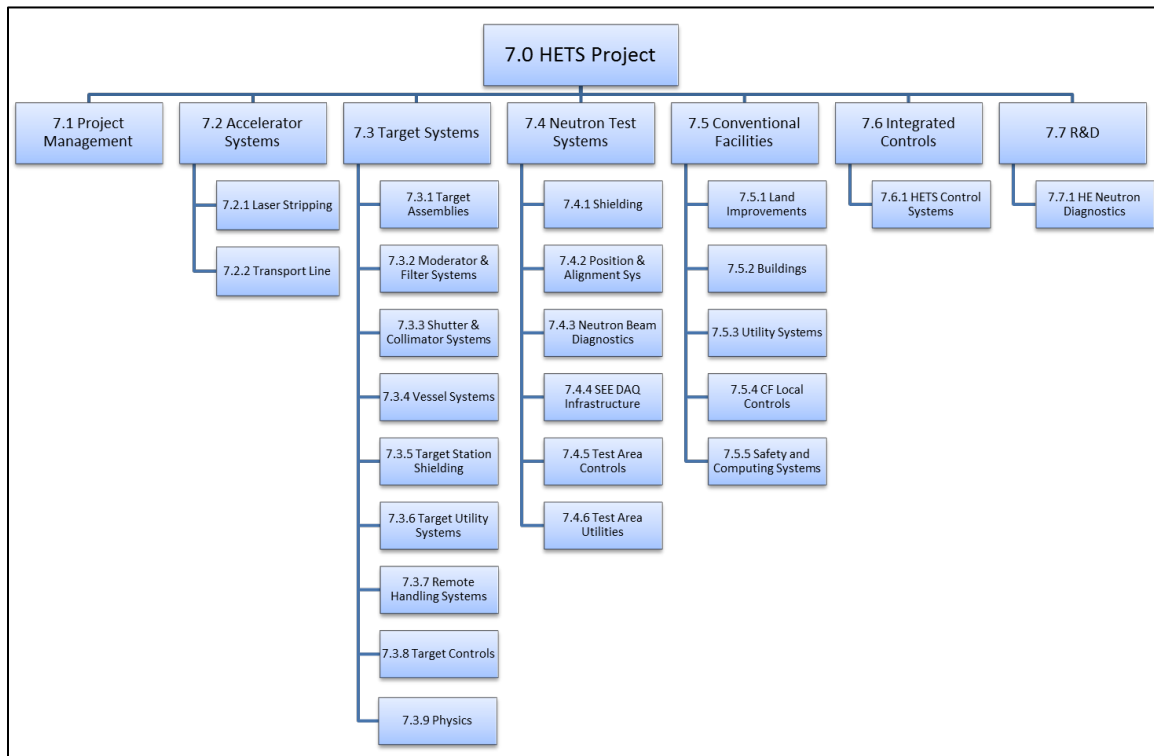 7.0 HETS Project
7.1 Project
Management
7.2 Accelerator
Systems
7.2.1 Laser Stripping
7.2.2 Transport Line
7.3 Target Systems
7.3.1 Target
Assemblies
7.3.2 Moderator &
Filter Systems
7.3.3 Shutter &
Collimator Systems
7.3.4 Vessel Systems
7.3.5 Target Station
Shielding
7.3.6 Target Utility
Systems
7.3.7 Remote
Handling Systems
7.3.8 Target Controls
7.3.9 Physics
7.4 Neutron Test
Systems
7.4.1 Shielding
7.4.2 Position &
Alignment Sys
7.4.3 Neutron Beam
Diagnostics
7.4.4 SEE DAQ
Infrastructure
7.4.5 Test Area
Controls
7.4.6 Test Area
Utilities
7.5 Conventional
Facilities
7.5.1 Land
Improvements
7.5.2 Buildings
7.5.3 Utility Systems
7.5.4 CF Local
Controls
7.5.5 Safety and
Computing Systems
7.6 Integrated
Controls
7.6.1 HETS Control
Systems
7.7 R&D
7.7.1 HE Neutron
Diagnostics